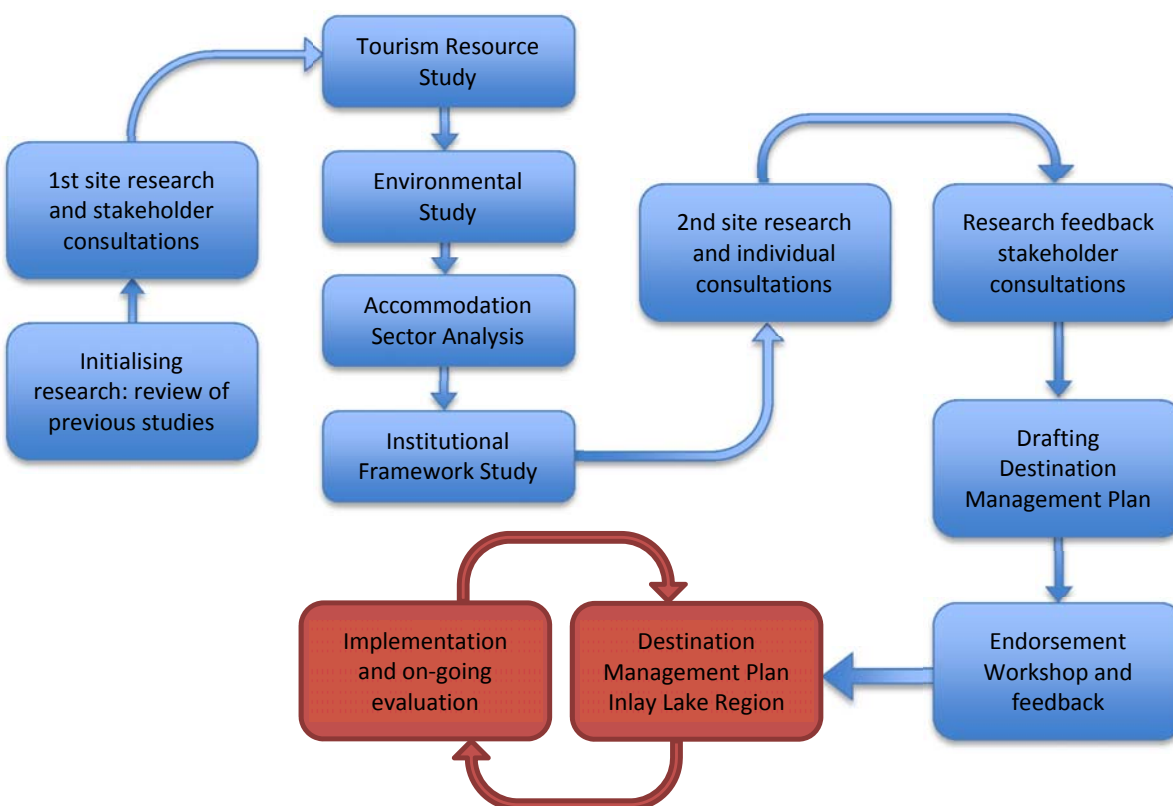 Initialising
research: review of
previous studies
1st site research
and stakeholder
consultations
Tourism Resource
Study
Environmental
Study
Accommodation
Sector Analysis
Institutional
Framework Study
2nd site research
and individual
consultations
Research feedback
stakeholder
consultations
Drafting
Destination
Management Plan
Endorsement
Workshop and
feedback
Destination
Management Plan
Inlay Lake Region
Implementation
and on-going
evaluation